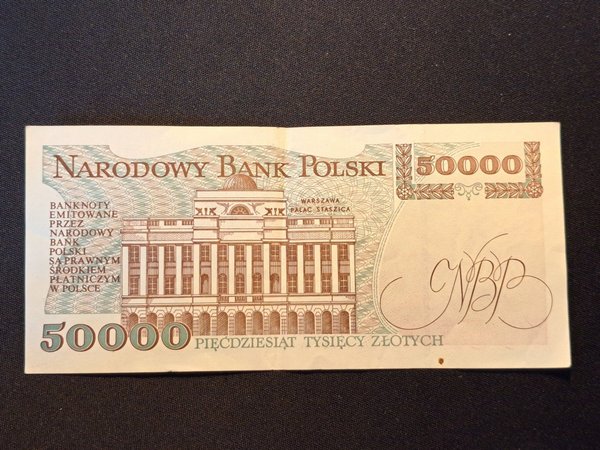 NARODOWY BANK POLSKI
50000
BANKNOTY
EMITOWANE
PRZEZ
NARODOWY
BANK
POLSKI
SĄ PRAWNYM
ŚRODKIEM
PŁATNICZYM
W POLSCE
WARSZAWA
PAŁAC STASZICA
NBP
50000
PIĘĆDZIESIĄT TYSIĘCY ZŁOTYCH